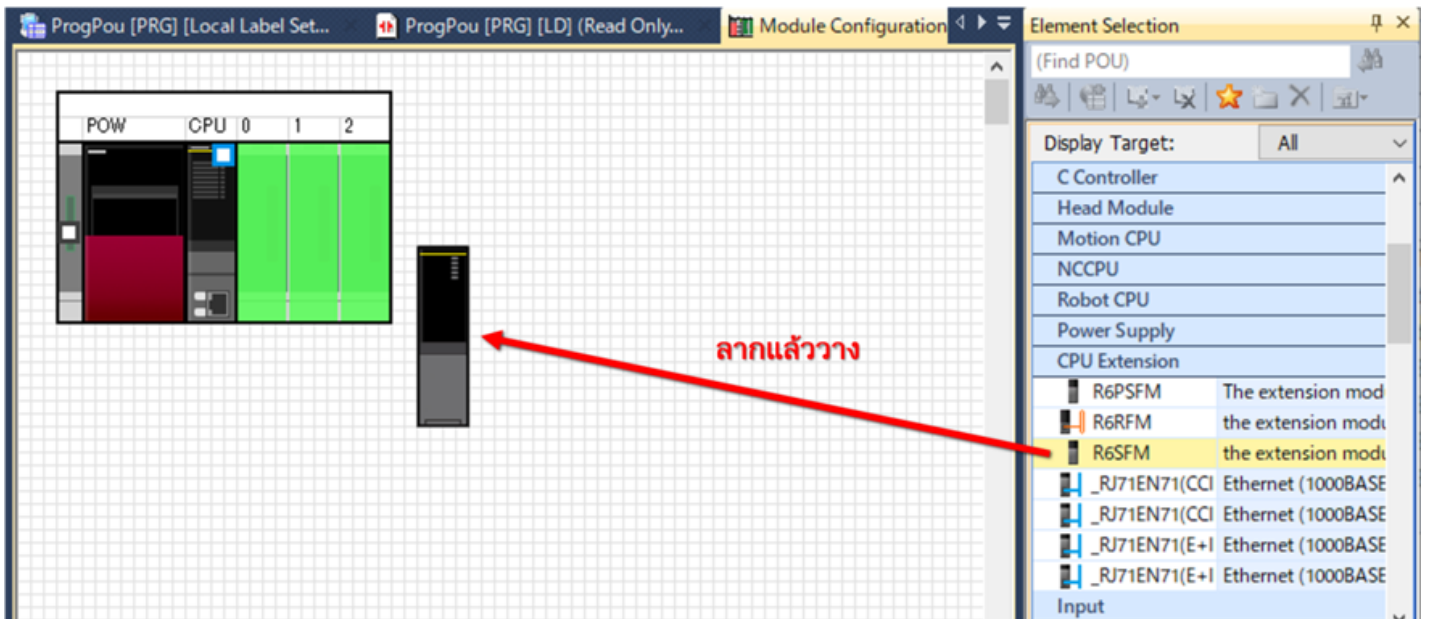 ProgPou [PRG] [Local Label Set...
ProgPou [PRG] [LD] (Read Only...
Module Configuration
Element Selection
(Find POU)
Display Target: All
POW CPU 0 1 2
C Controller
Head Module
Motion CPU
NCCPU
Robot CPU
Power Supply
CPU Extension
R6PSFM The extension mod
R6RFM the extension modu
R6SFM the extension modu
_RJ71EN71(CCI Ethernet (1000BASE
_RJ71EN71(CCI Ethernet (1000BASE
_RJ71EN71(E+I Ethernet (1000BASE
_RJ71EN71(E+I Ethernet (1000BASE
Input
ลากแล้ววาง